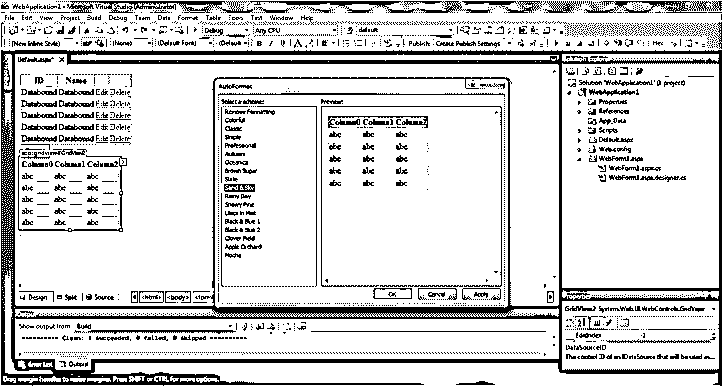 WebApplication1 - Microsoft Visual Studio (Administrator)
File Edit View Project Build Debug Team Data Format Table Tools Test Window Help
Debug Any CPU default
(New Inline Style) (None) (Default Font) (Default Publish: Create Publish Settings
Default.aspx*
ID Name
Databound Databound Edit Delete
Databound Databound Edit Delete
Databound Databound Edit Delete
Databound Databound Edit Delete
Databound Databound Edit Delete
asp:gridview#GridView2
Column0 Column1 Column2
abc abc abc
abc abc abc
abc abc abc
abc abc abc
abc abc abc
Design Split Source <html> <body>
AutoFormat
Select a scheme:
Remove Formatting
Colorful
Classic
Simple
Professional
Autumn
Oceanica
Brown Sugar
Slate
Sand & Sky
Rainy Day
Snowy Pine
Lilacs in Mist
Black & Blue 1
Black & Blue 2
Clover Field
Apple Orchard
Mocha
Preview:
Column0 Column1 Column2
abc abc abc
abc abc abc
abc abc abc
abc abc abc
abc abc abc
OK Cancel Apply
Solution 'WebApplication1' (1 project)
WebApplication1
Properties
References
App_Data
Scripts
Default.aspx
Web.config
WebForm1.aspx
WebForm1.aspx.cs
WebForm1.aspx.designer.cs
GridView2 System.Web.UI.WebControls.GridView
TabIndex
DataSourceID
The control ID of an IDataSource that will be used as
Show output from: Build
========== Clean: 1 succeeded, 0 failed, 0 skipped ==========
Error List Output
Drag margin handles to resize margins. Press SHIFT or CTRL for more options.